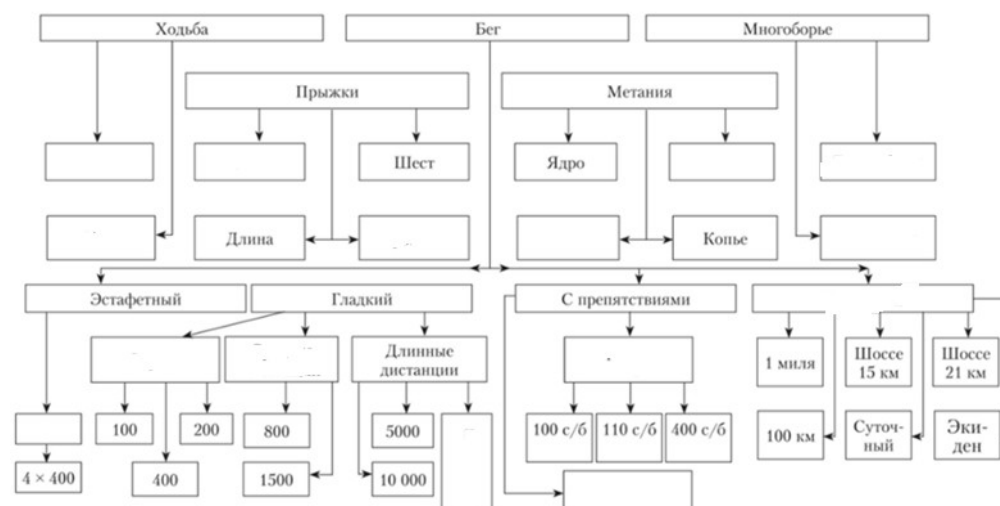 Ходьба
Бег
Многоборье
Прыжки
Метания
Шест
Ядро
Длина
Копье
Эстафетный
Гладкий
С препятствиями
Длинные
дистанции
1 миля
Шоссе
15 км
Шоссе
21 км
100
200
800
5000
100 с/б
110 с/б
400 с/б
100 км
Суточ-
ный
Эки-
ден
4 × 400
400
1500
10 000